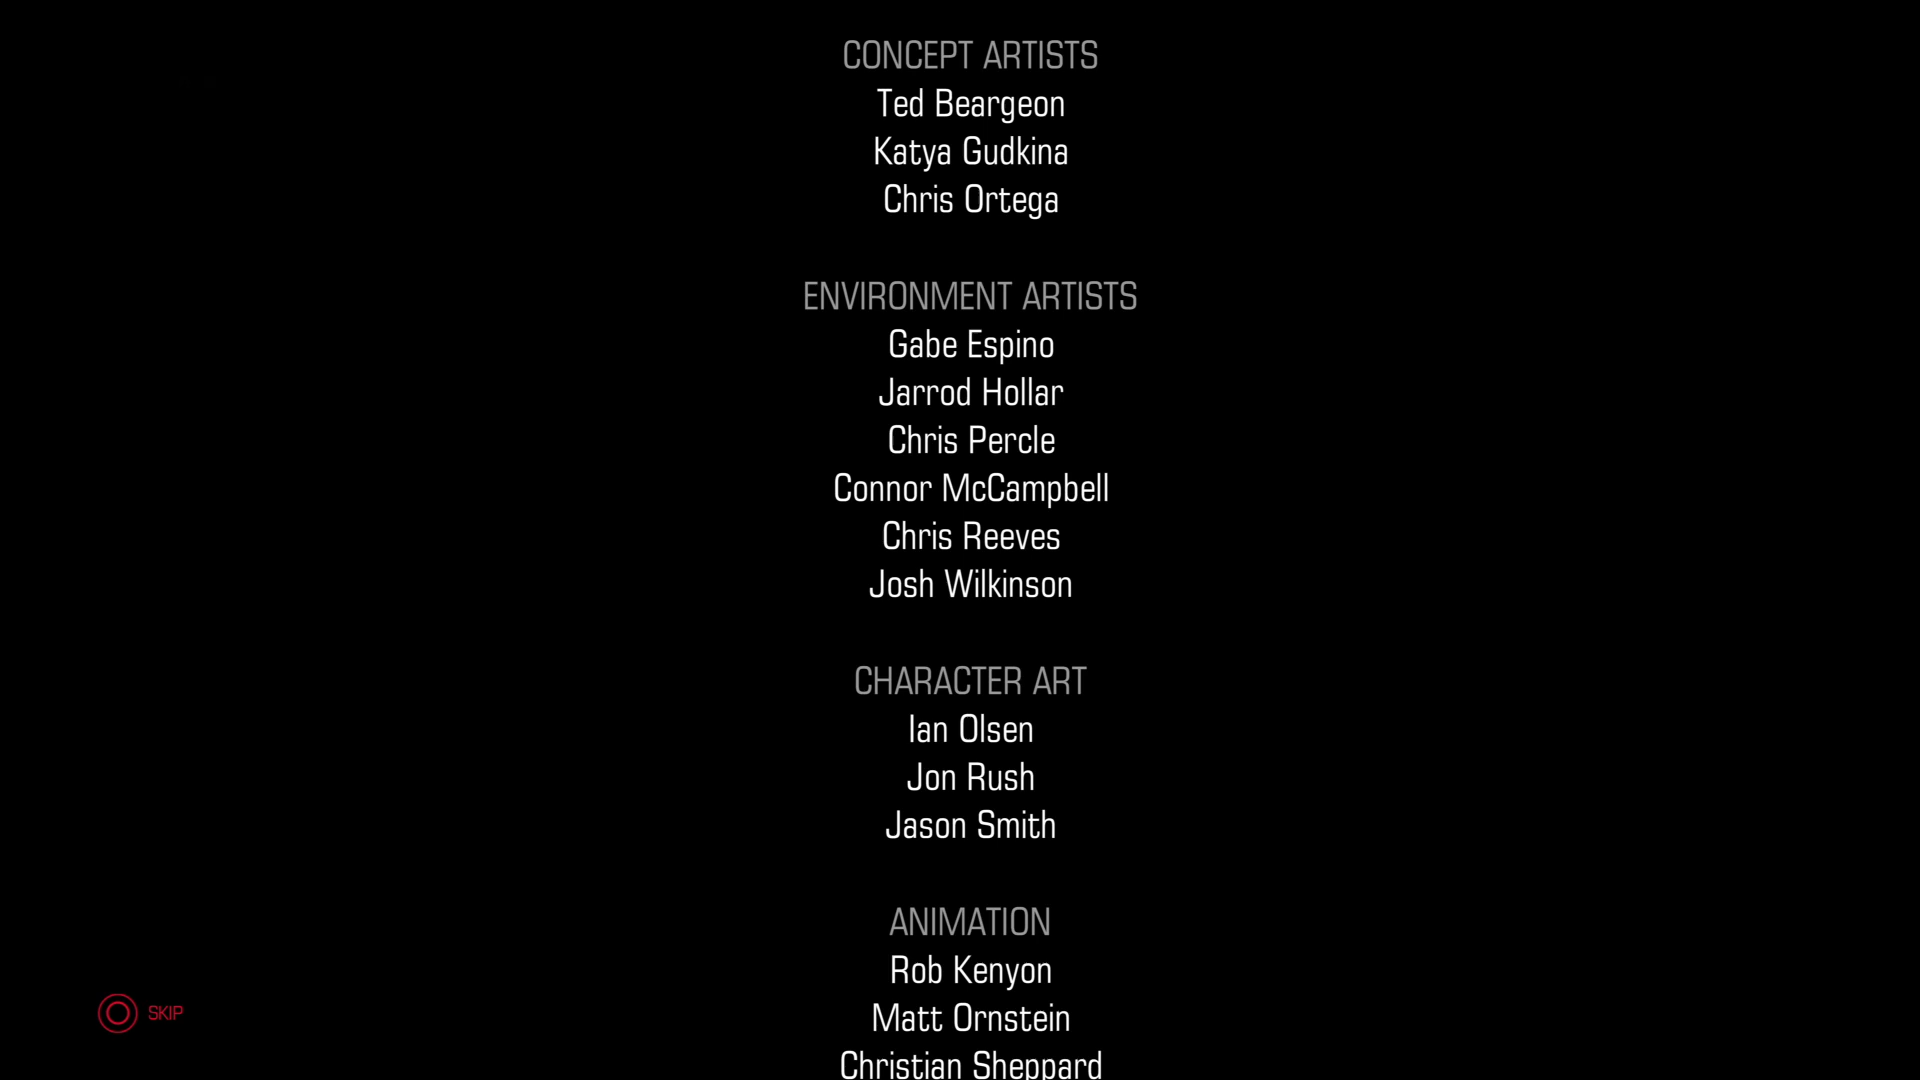 CONCEPT ARTISTS
Ted Beargeon
Katya Gudkina
Chris Ortega
ENVIRONMENT ARTISTS
Gabe Espino
Jarrod Hollar
Chris Percle
Connor McCampbell
Chris Reeves
Josh Wilkinson
CHARACTER ART
Ian Olsen
Jon Rush
Jason Smith
ANIMATION
Rob Kenyon
Matt Ornstein
Christian Sheppard
SKIP